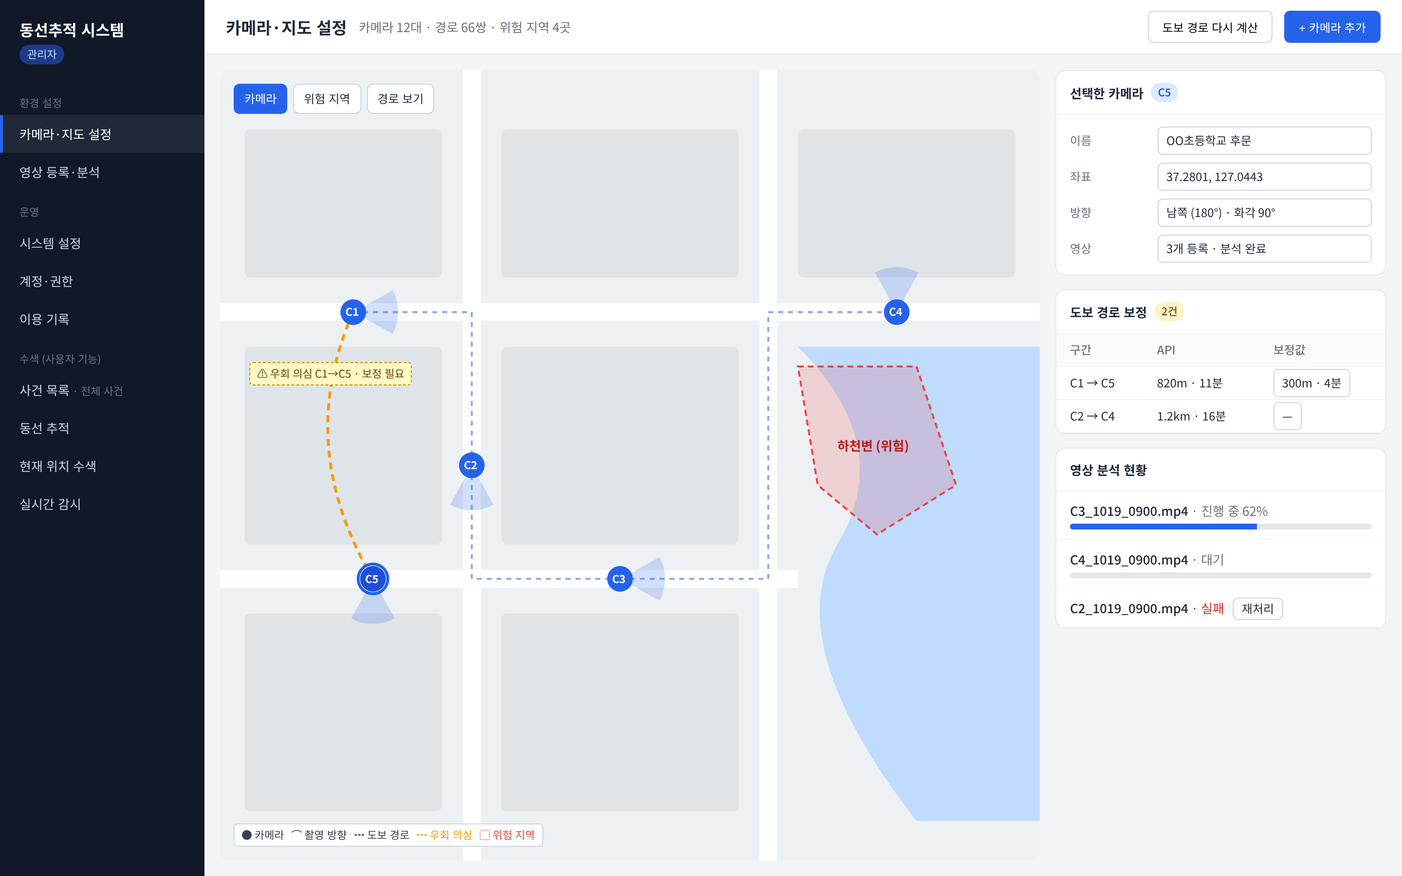 동선추적 시스템
관리자
환경 설정
카메라·지도 설정
영상 등록·분석
운영
시스템 설정
계정·권한
이용 기록
수색 (사용자 기능)
사건 목록 · 전체 사건
동선 추적
현재 위치 수색
실시간 감시
카메라·지도 설정 카메라 12대 · 경로 66쌍 · 위험 지역 4곳
도보 경로 다시 계산 + 카메라 추가
카메라 위험 지역 경로 보기
C1
C4
⚠ 우회 의심 C1→C5 · 보정 필요
하천변 (위험)
C2
C5
C3
카메라 촬영 방향 도보 경로 우회 의심 위험 지역
선택한 카메라 C5
이름 OO초등학교 후문
좌표 37.2801, 127.0443
방향 남쪽 (180°) · 화각 90°
영상 3개 등록 · 분석 완료
도보 경로 보정 2건
구간 API 보정값
C1 → C5 820m · 11분 300m · 4분
C2 → C4 1.2km · 16분 —
영상 분석 현황
C3_1019_0900.mp4 · 진행 중 62%
C4_1019_0900.mp4 · 대기
C2_1019_0900.mp4 · 실패 재처리